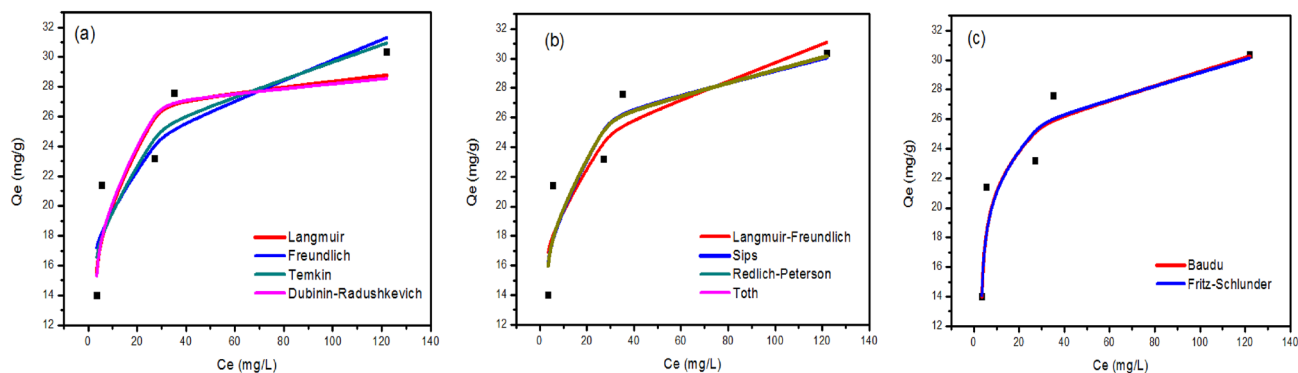 (a)
32
30
28
26
24
22
20
18
16
14
12
Qe (mg/g)
Langmuir
Freundlich
Temkin
Dubinin-Radushkevich
0 20 40 60 80 100 120 140
Ce (mg/L)
(b)
32
30
28
26
24
22
20
18
16
14
12
Qe (mg/g)
Langmuir-Freundlich
Sips
Redlich-Peterson
Toth
0 20 40 60 80 100 120 140
Ce (mg/L)
(c)
32
30
28
26
24
22
20
18
16
14
12
Qe (mg/g)
Baudu
Fritz-Schlunder
0 20 40 60 80 100 120 140
Ce (mg/L)